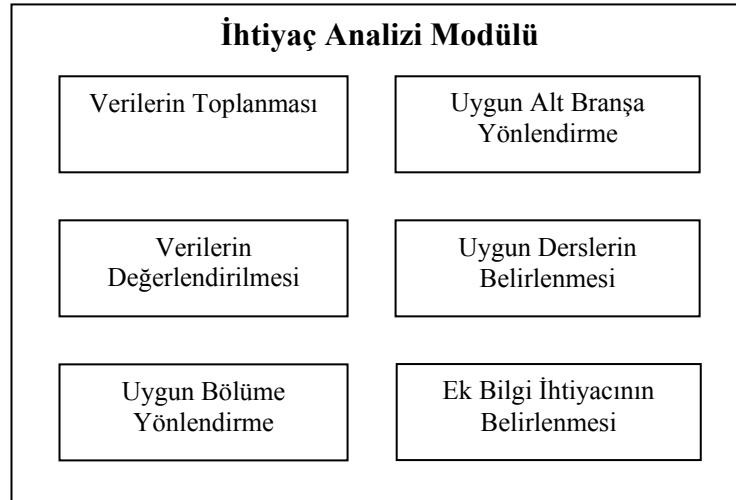 İhtiyaç Analizi Modülü
Verilerin Toplanması
Uygun Alt Branşa
Yönlendirme
Verilerin
Değerlendirilmesi
Uygun Derslerin
Belirlenmesi
Uygun Bölüme
Yönlendirme
Ek Bilgi İhtiyacının
Belirlenmesi